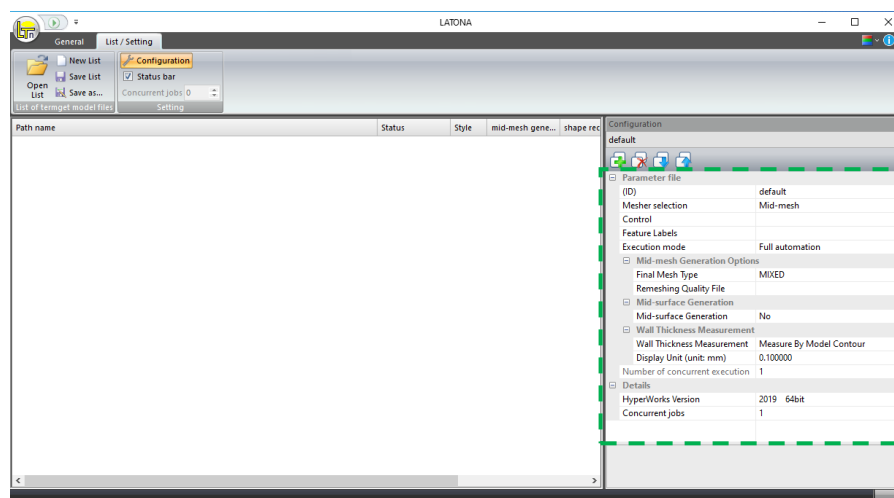 LATONA
Ltn
General List / Setting
Open List
New List
Save List
Save as...
List of termget model files
Configuration
Status bar
Concurrent jobs 0
Setting
Path name Status Style mid-mesh gene... shape rec
Configuration
default
Parameter file
(ID) default
Mesher selection Mid-mesh
Control
Feature Labels
Execution mode Full automation
Mid-mesh Generation Options
Final Mesh Type MIXED
Remeshing Quality File
Mid-surface Generation
Mid-surface Generation No
Wall Thickness Measurement
Wall Thickness Measurement Measure By Model Contour
Display Unit (unit: mm) 0.100000
Number of concurrent execution 1
Details
HyperWorks Version 2019 64bit
Concurrent jobs 1